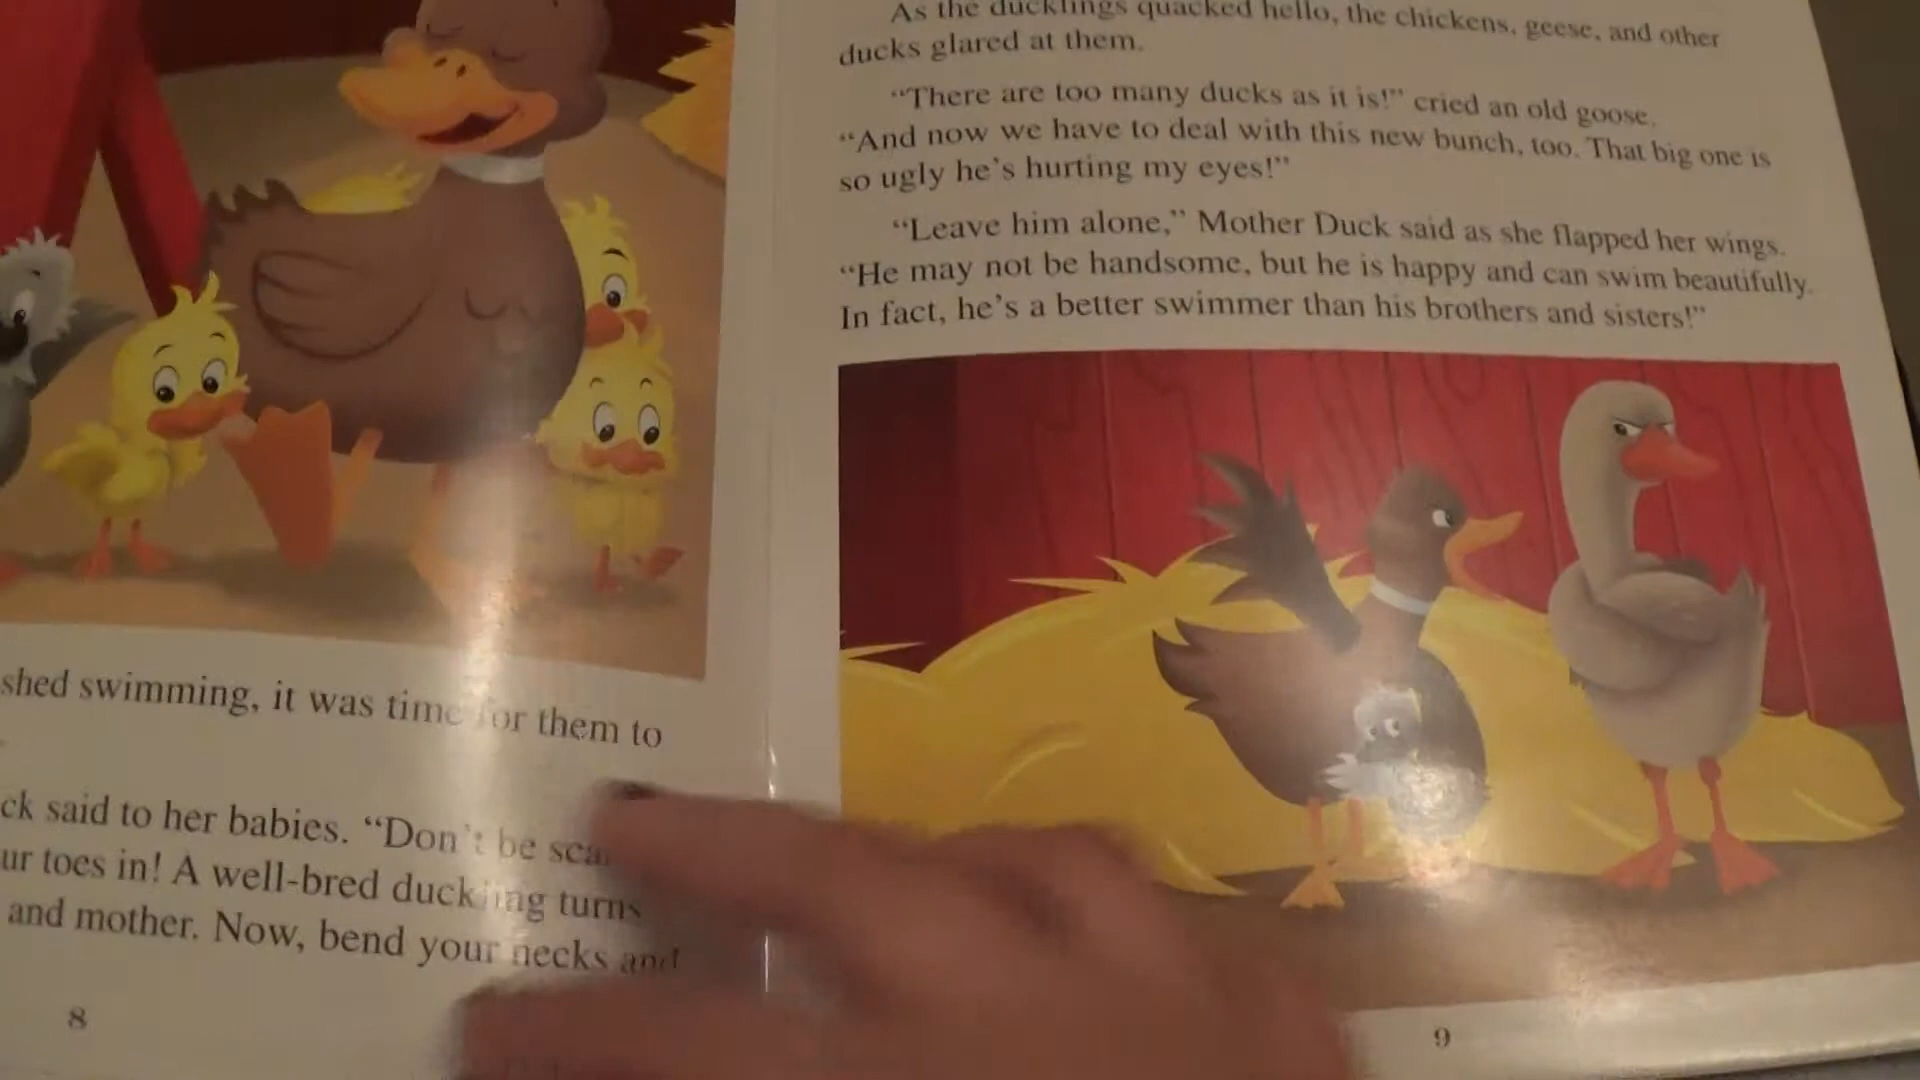 shed swimming, it was time for them to
ck said to her babies. "Don't be
ur toes in! A well-bred duckling turns
and mother. Now, bend your necks and
8
As the ducklings quacked hello, the chickens, geese, and other
ducks glared at them.
"There are too many ducks as it is!" cried an old goose.
"And now we have to deal with this new bunch, too. That big one is
so ugly he's hurting my eyes!"
"Leave him alone," Mother Duck said as she flapped her wings.
"He may not be handsome, but he is happy and can swim beautifully.
In fact, he's a better swimmer than his brothers and sisters!"
9